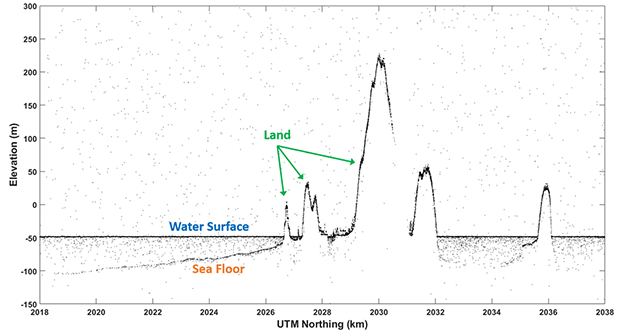 300
250
200
150
100
50
0
-50
-100
-150
Elevation (m)
Land
Water Surface
Sea Floor
2018 2020 2022 2024 2026 2028 2030 2032 2034 2036 2038
UTM Northing (km)